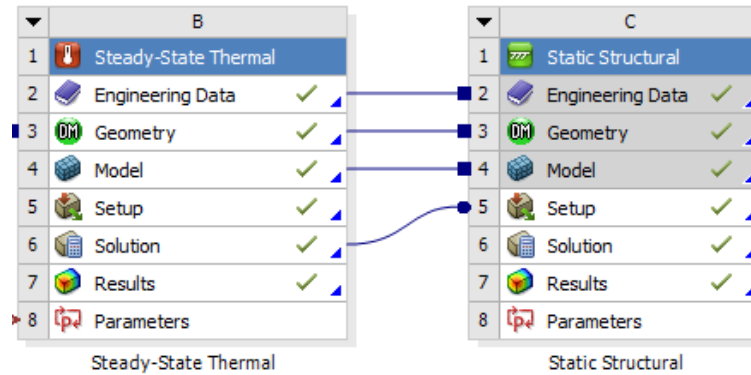 B
1 Steady-State Thermal
2 Engineering Data
3 DM Geometry
4 Model
5 Setup
6 Solution
7 Results
8 Parameters
Steady-State Thermal
C
1 Static Structural
2 Engineering Data
3 DM Geometry
4 Model
5 Setup
6 Solution
7 Results
8 Parameters
Static Structural